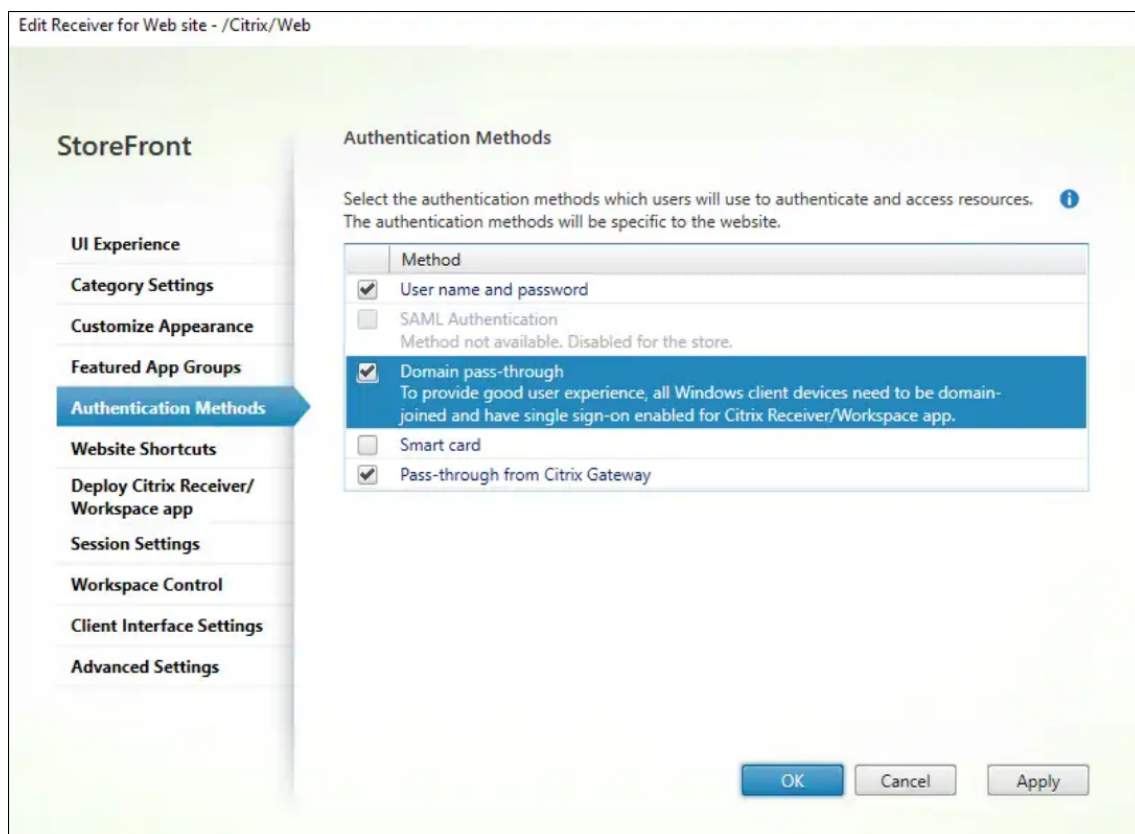 Edit Receiver for Web site - /Citrix/Web
StoreFront
UI Experience
Category Settings
Customize Appearance
Featured App Groups
Authentication Methods
Website Shortcuts
Deploy Citrix Receiver/
Workspace app
Session Settings
Workspace Control
Client Interface Settings
Advanced Settings
Authentication Methods
Select the authentication methods which users will use to authenticate and access resources.
The authentication methods will be specific to the website.
Method
User name and password
SAML Authentication
Method not available. Disabled for the store.
Domain pass-through
To provide good user experience, all Windows client devices need to be domain-
joined and have single sign-on enabled for Citrix Receiver/Workspace app.
Smart card
Pass-through from Citrix Gateway
OK
Cancel
Apply